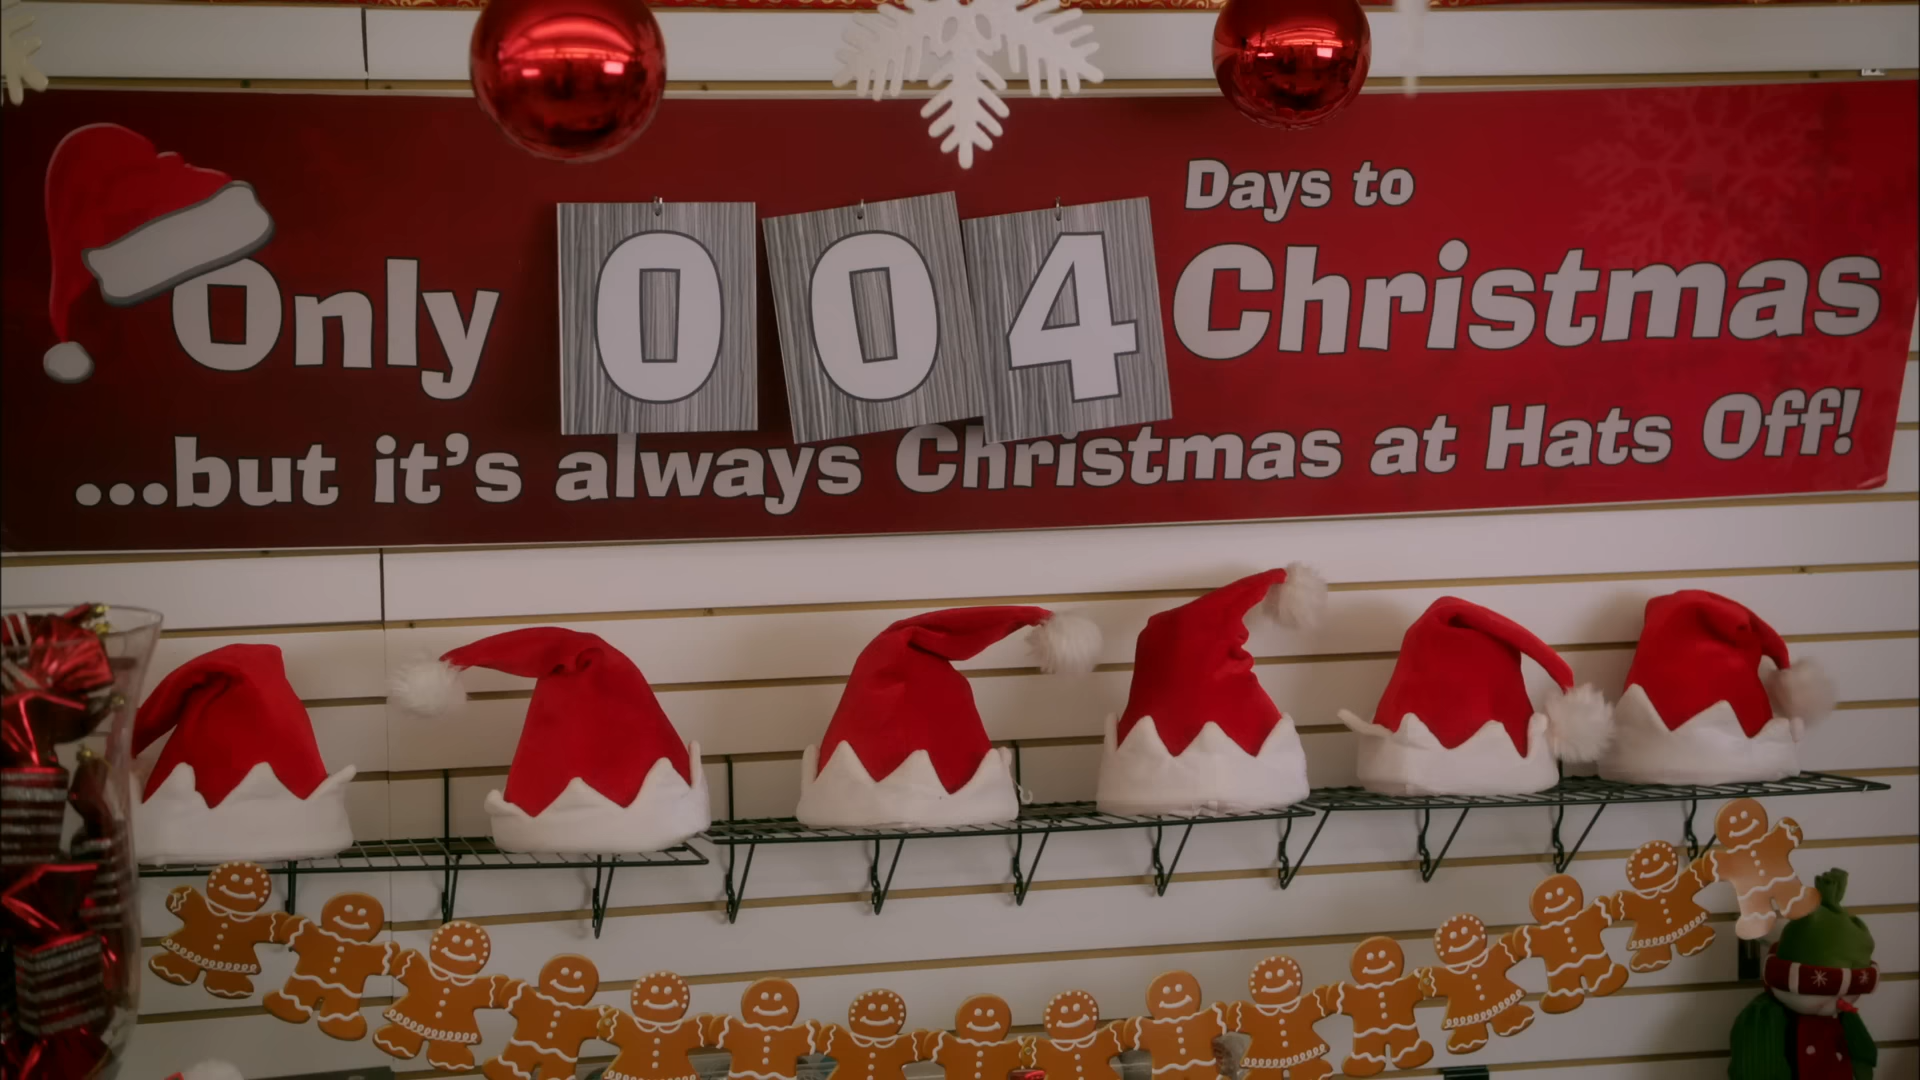 Days to
Only 004 Christmas
...but it's always Christmas at Hats Off!